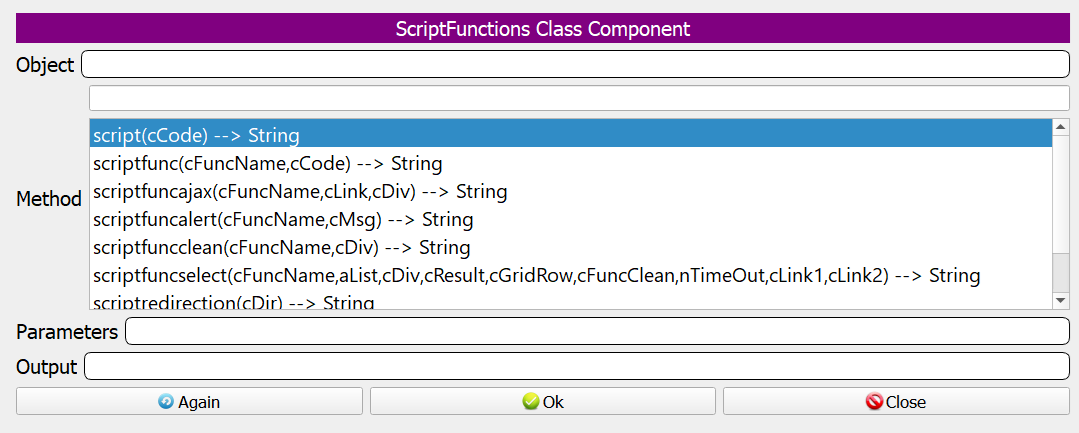 ScriptFunctions Class Component
Object
Method
script(cCode) --> String
scriptfunc(cFuncName,cCode) --> String
scriptfuncajax(cFuncName,cLink,cDiv) --> String
scriptfuncalert(cFuncName,cMsg) --> String
scriptfuncclean(cFuncName,cDiv) --> String
scriptfuncselect(cFuncName,aList,cDiv,cResult,cGridRow,cFuncClean,nTimeOut,cLink1,cLink2) --> String
scriptredirection(cDir) --> String
Parameters
Output
Again Ok Close